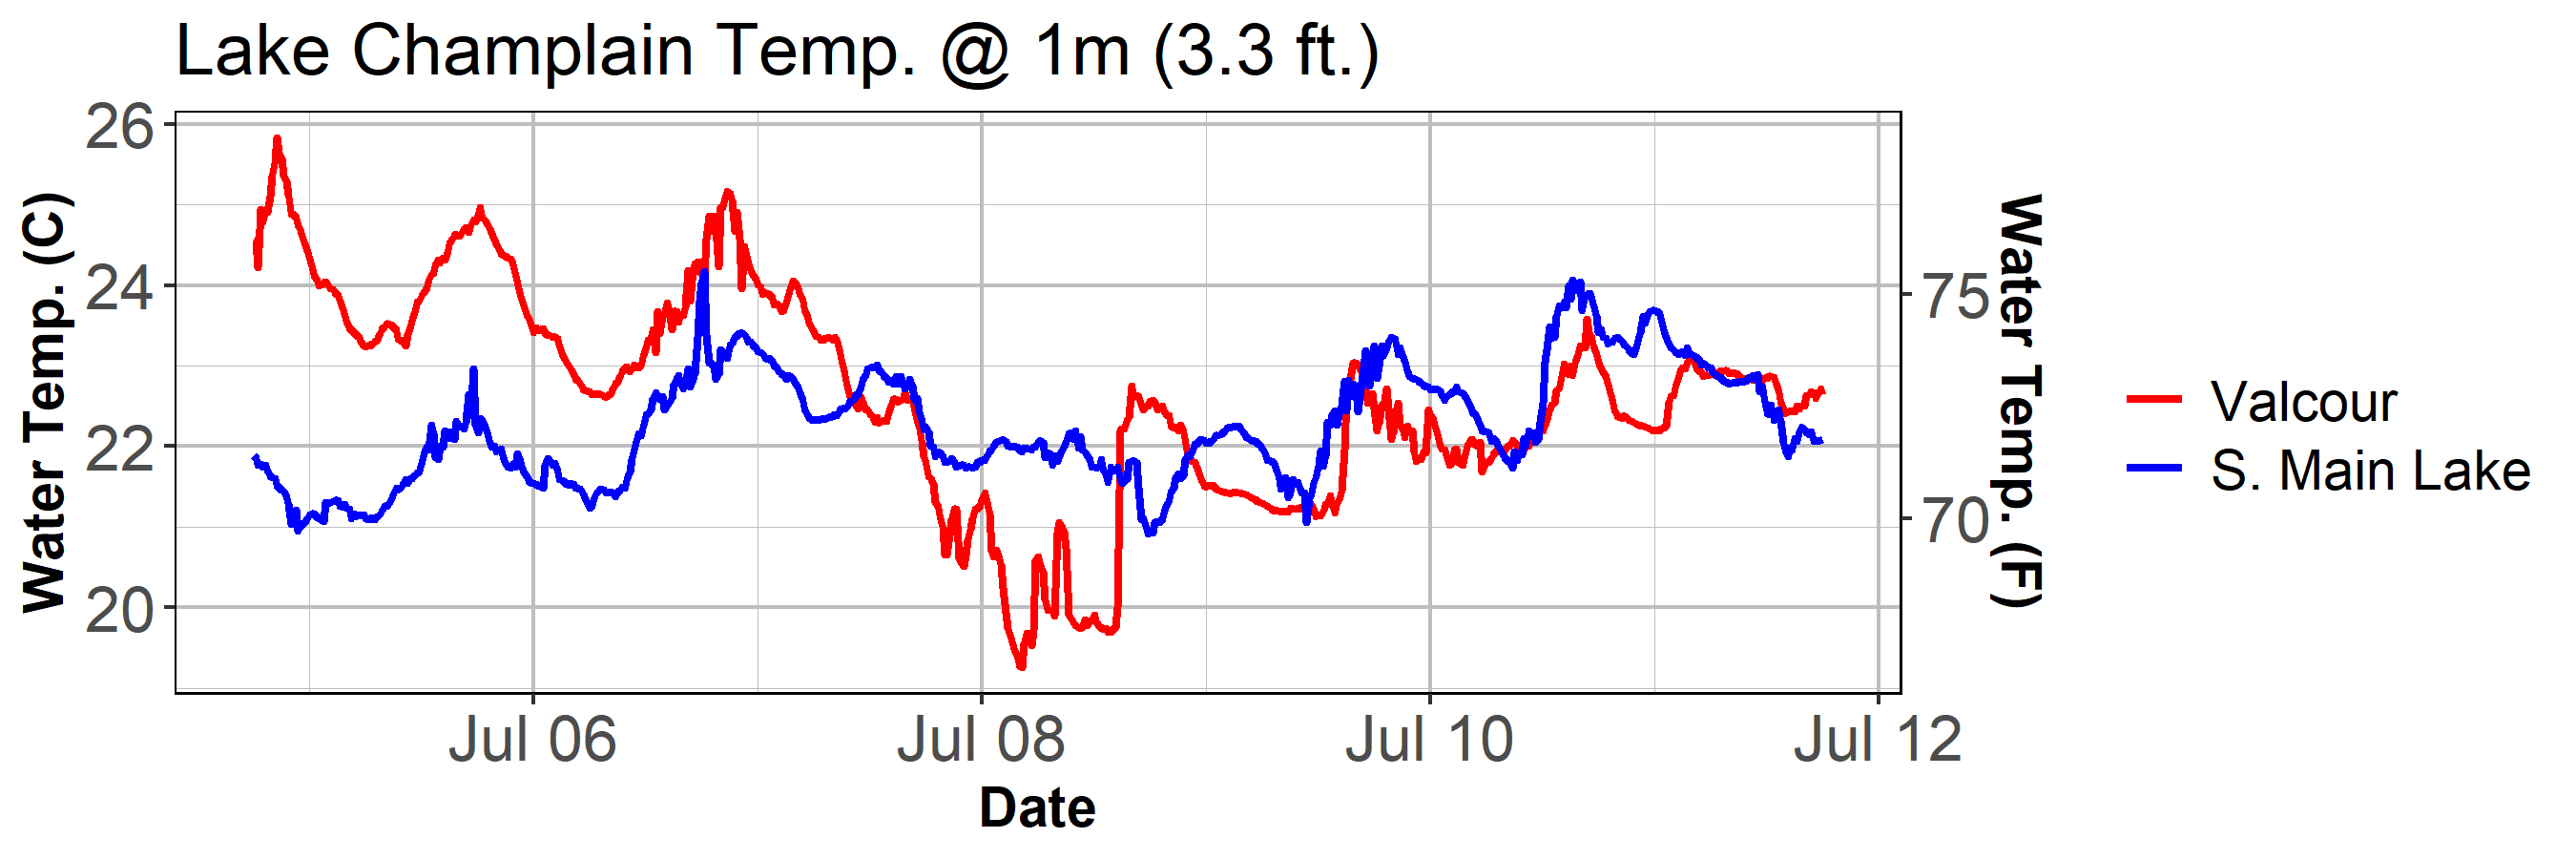 Lake Champlain Temp. @ 1m (3.3 ft.)
Water Temp. (C)
26
24
22
20
75
70
Water Temp. (F)
Jul 06
Jul 08
Jul 10
Jul 12
Date
Valcour
S. Main Lake